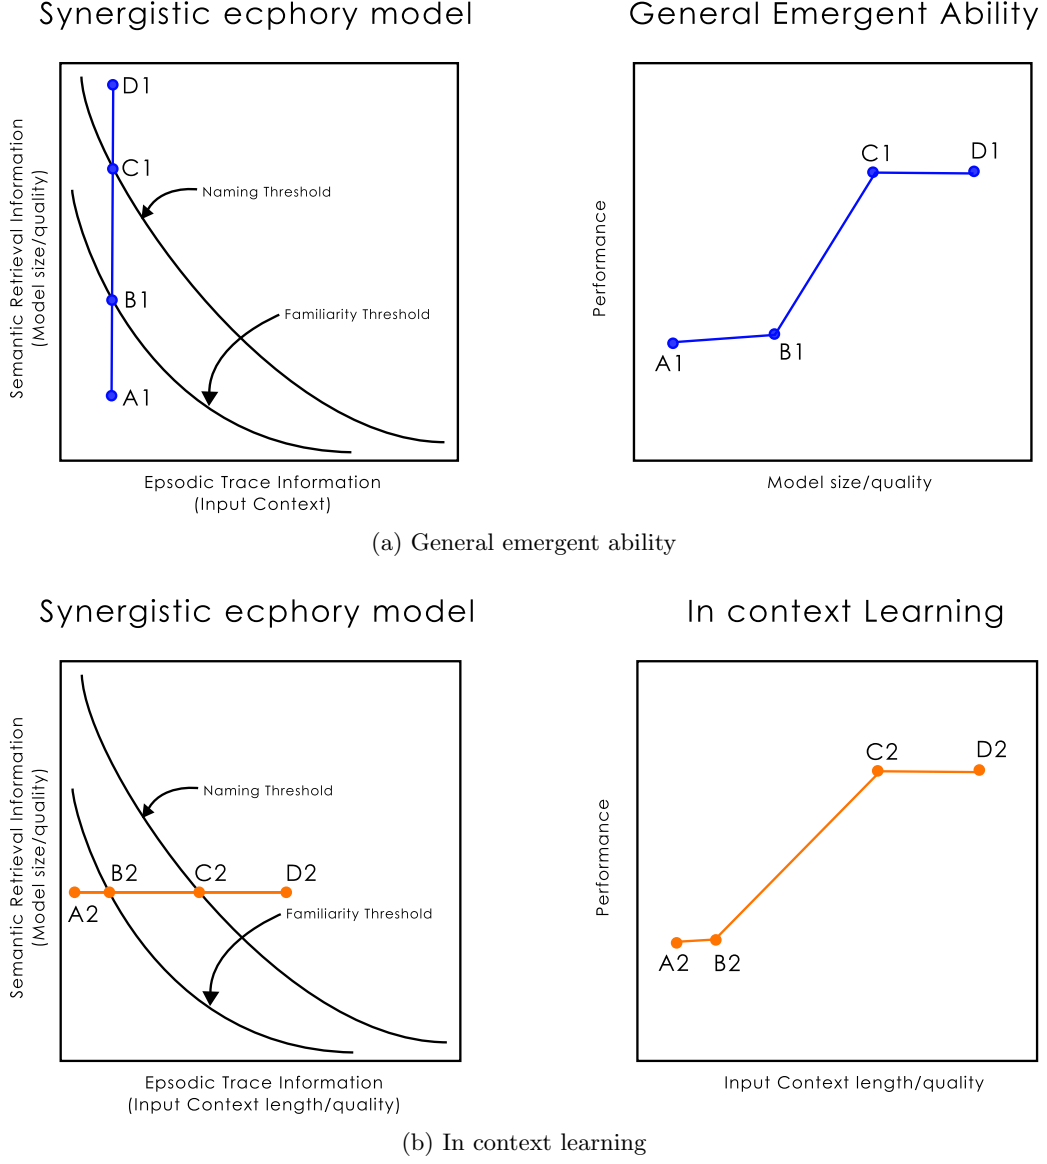 Synergistic ecphory model
General Emergent Ability
Semantic Retrieval Information
(Model size/quality)
D1
C1
B1
A1
Naming Threshold
Familiarity Threshold
Epsodic Trace Information
(Input Context)
Performance
A1
B1
C1
D1
Model size/quality
(a) General emergent ability
Synergistic ecphory model
In context Learning
Semantic Retrieval Information
(Model size/quality)
Naming Threshold
A2
B2
C2
D2
Familiarity Threshold
Epsodic Trace Information
(Input Context length/quality)
Performance
A2
B2
C2
D2
Input Context length/quality
(b) In context learning